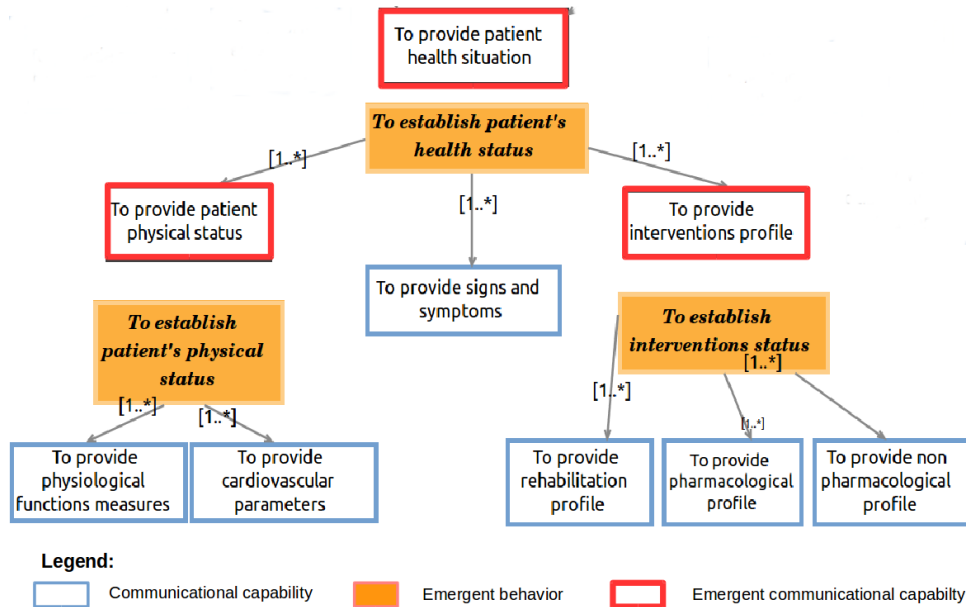 To provide patient
health situation
To establish patient's
health status
[1..*]
[1..*]
[1..*]
To provide patient
physical status
To provide
interventions profile
To provide signs and
symptoms
To establish
patient's physical
status
To establish
interventions status
[1..*]
[1..*]
[1..*]
[1..*]
[1..*]
To provide
physiological
functions measures
To provide
cardiovascular
parameters
To provide
rehabilitation
profile
To provide
pharmacological
profile
To provide non
pharmacological
profile
Legend:
Communicational capability
Emergent behavior
Emergent communicational capabilty